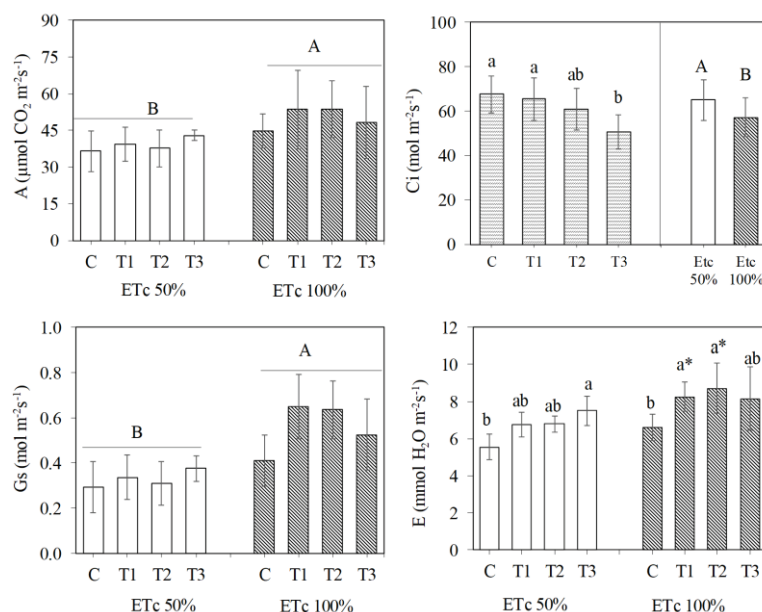 A (µmol CO2 m-2s-1)
90
75
60
45
30
15
0
B
A
C T1 T2 T3 C T1 T2 T3
ETc 50% ETc 100%
Ci (mol m-2s-1)
100
80
60
40
20
0
a a ab b A B
C T1 T2 T3 Etc 50% Etc 100%
Gs (mol m-2s-1)
1.0
0.8
0.6
0.4
0.2
0.0
B
A
C T1 T2 T3 C T1 T2 T3
ETc 50% ETc 100%
E (mmol H2O m-2s-1)
12
10
8
6
4
2
0
b ab ab a b a* a* ab
C T1 T2 T3 C T1 T2 T3
ETc 50% ETc 100%